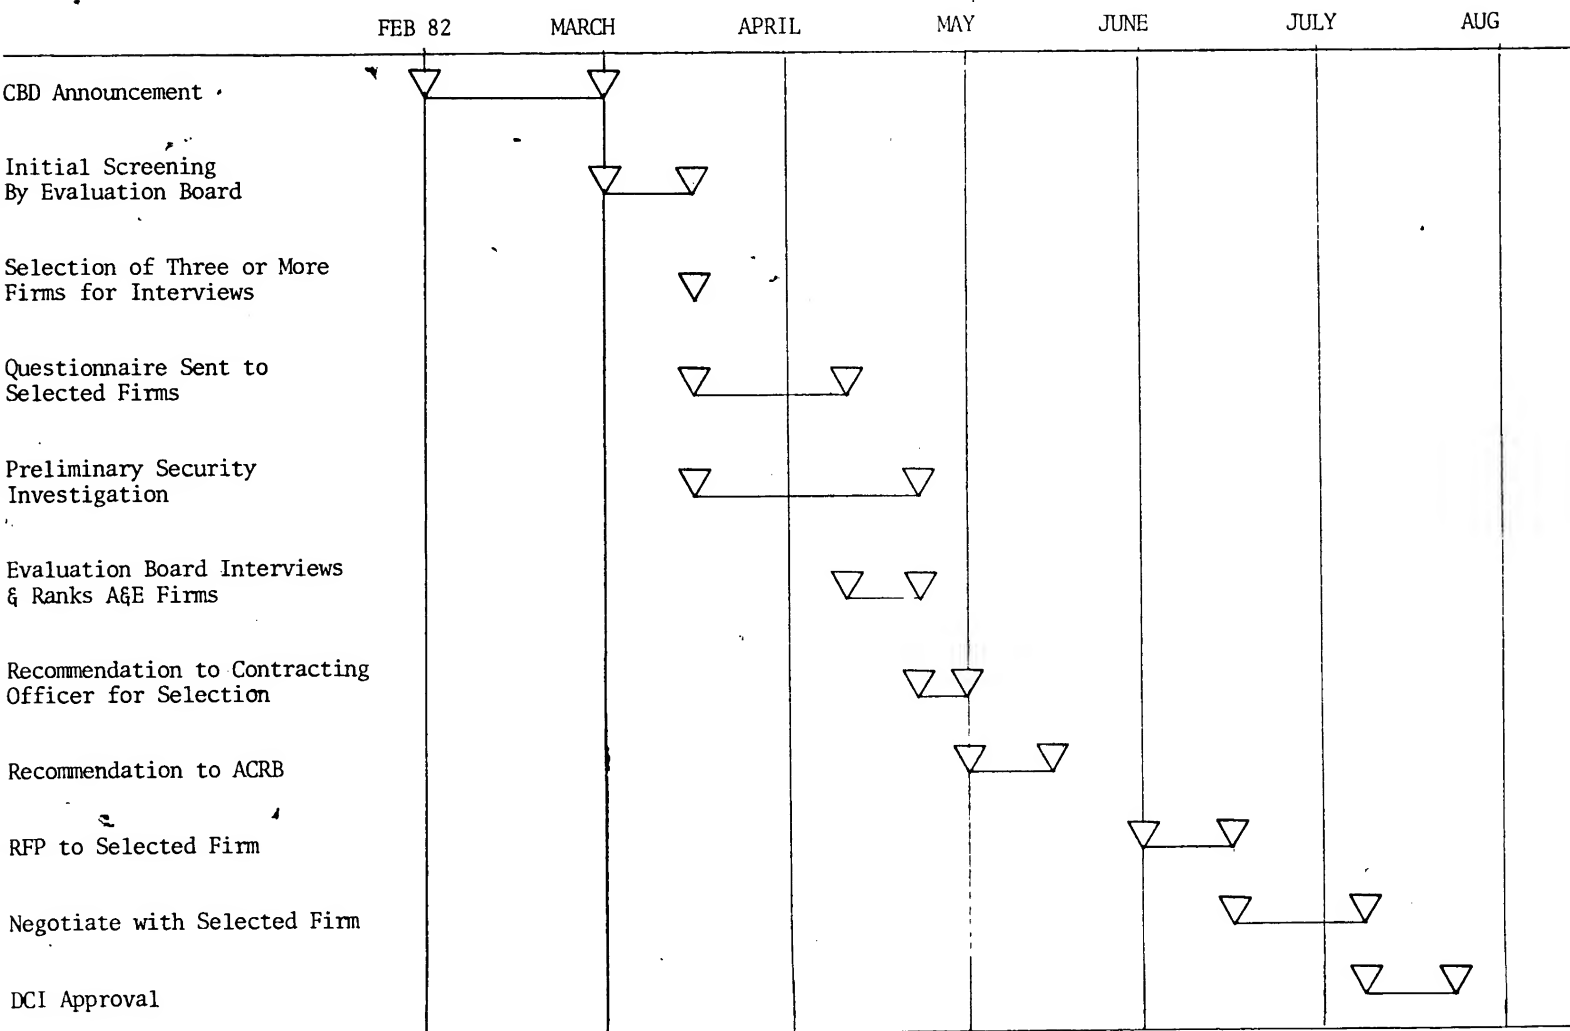 FEB 82 MARCH APRIL MAY JUNE JULY AUG
CBD Announcement
Initial Screening
By Evaluation Board
Selection of Three or More
Firms for Interviews
Questionnaire Sent to
Selected Firms
Preliminary Security
Investigation
Evaluation Board Interviews
& Ranks A&E Firms
Recommendation to Contracting
Officer for Selection
Recommendation to ACRB
RFP to Selected Firm
Negotiate with Selected Firm
DCI Approval